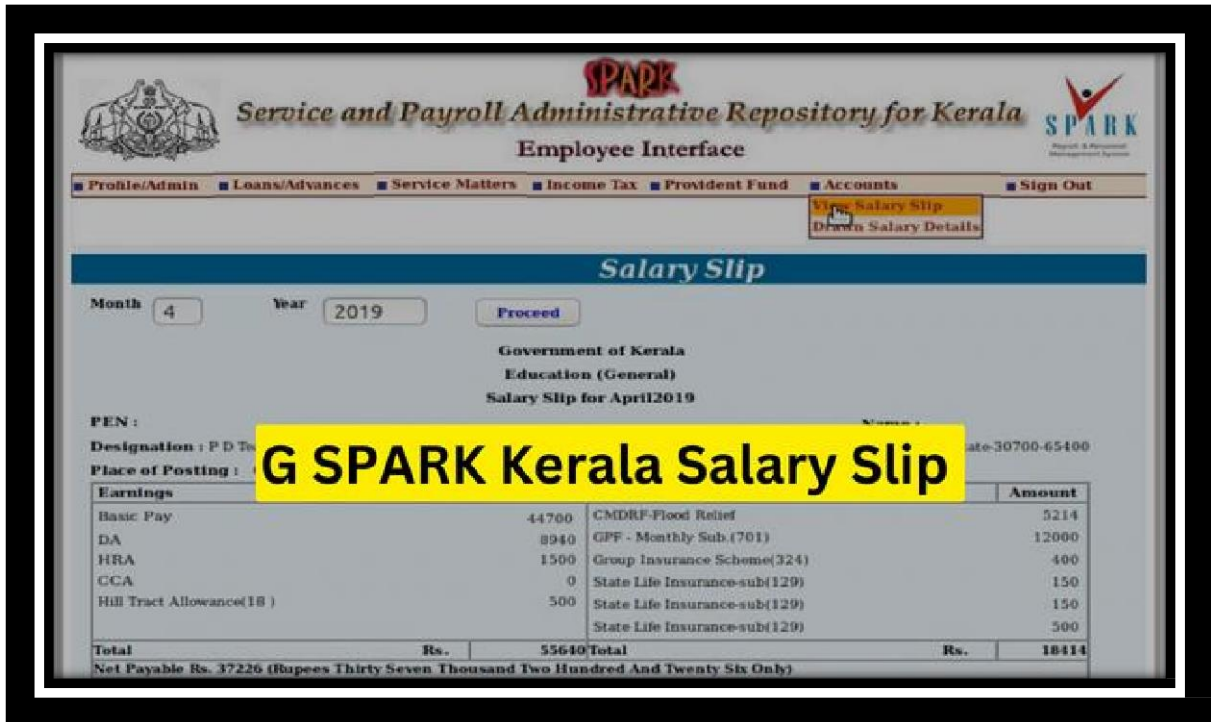 SPARK
Service and Payroll Administrative Repository for Kerala
SPARK
Payroll & Personnel
Management System
Employee Interface
Profile/Admin Loans/Advances Service Matters Income Tax Provident Fund Accounts Sign Out
View Salary Slip
Drawn Salary Details
Salary Slip
Month 4 Year 2019 Proceed
Government of Kerala
Education (General)
Salary Slip for April2019
PEN : Name :
Designation : P D -30700-65400
Place of Posting :
G SPARK Kerala Salary Slip
Earnings Amount
Basic Pay 44700 CMDRF-Flood Relief 5214
DA 8940 GPF - Monthly Sub.(701) 12000
HRA 1500 Group Insurance Scheme(324) 400
CCA 0 State Life Insurance-sub(129) 150
Hill Tract Allowance(18 ) 500 State Life Insurance-sub(129) 150
State Life Insurance-sub(129) 500
Total Rs. 55640 Total Rs. 18414
Net Payable Rs. 37226 (Rupees Thirty Seven Thousand Two Hundred And Twenty Six Only)